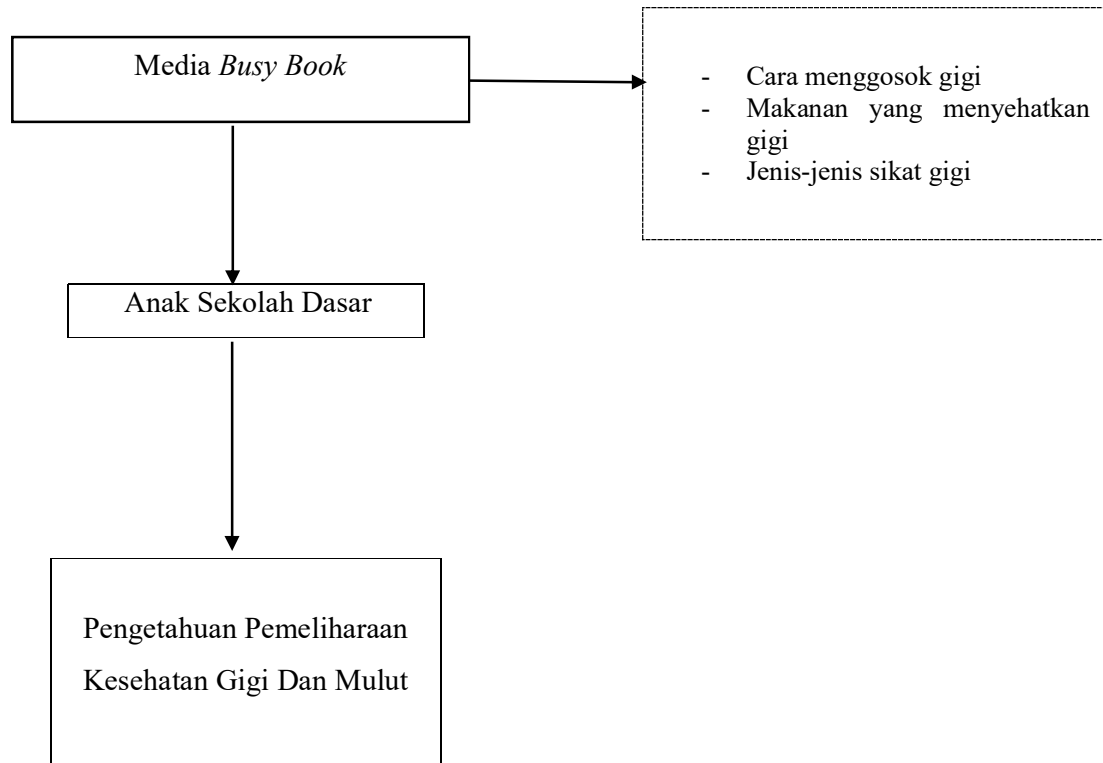 Media Busy Book
- Cara menggosok gigi
- Makanan yang menyehatkan
gigi
- Jenis-jenis sikat gigi
Anak Sekolah Dasar
Pengetahuan Pemeliharaan
Kesehatan Gigi Dan Mulut